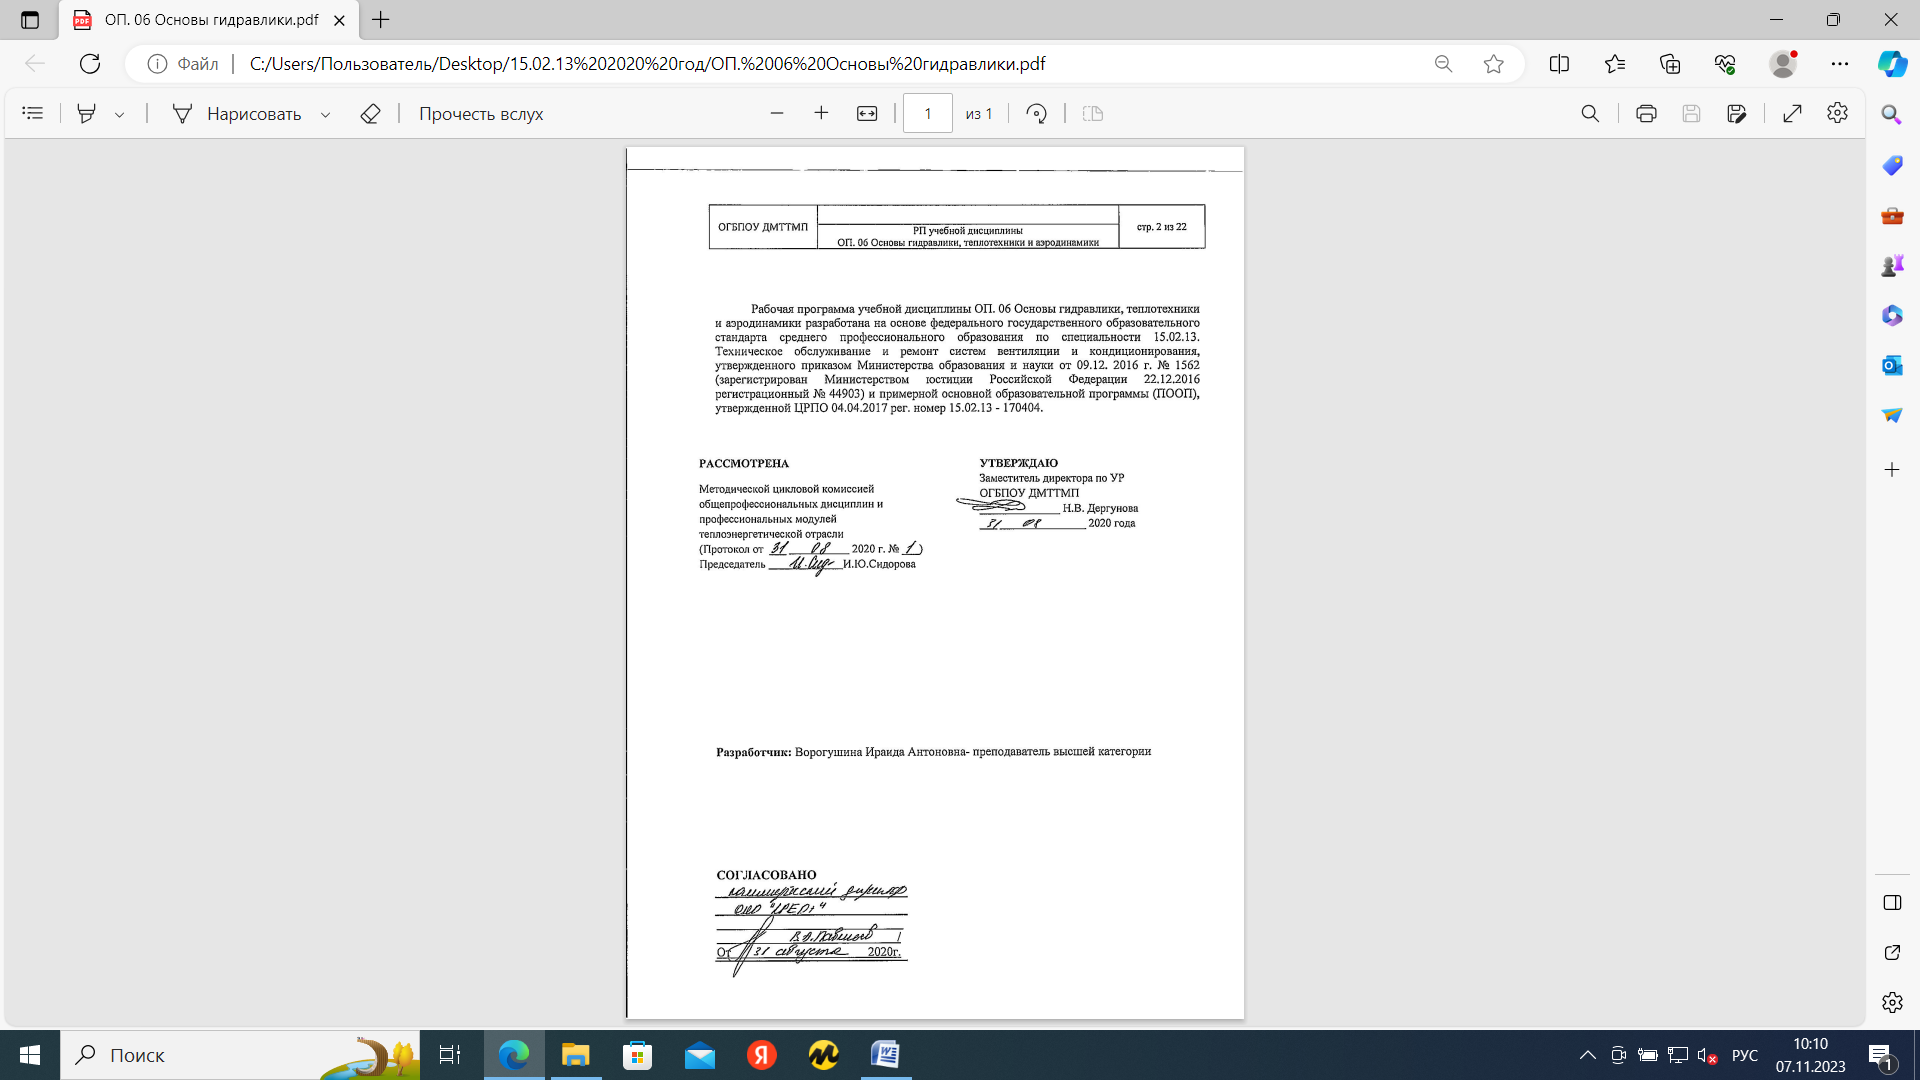 ОП. 06 Основы гидравлики.pdf
Файл
C:/Users/Пользователь/Desktop/15.02.13%202020%20год/ОП.%2006%20Основы%20гидравлики.pdf
Нарисовать
Прочесть вслух
1 из 1
ОГБПОУ ДМТТМП
РП учебной дисциплины
ОП. 06 Основы гидравлики, теплотехники и аэродинамики
стр. 2 из 22
Рабочая программа учебной дисциплины ОП. 06 Основы гидравлики, теплотехники
и аэродинамики разработана на основе федерального государственного образовательного
стандарта среднего профессионального образования по специальности 15.02.13.
Техническое обслуживание и ремонт систем вентиляции и кондиционирования,
утвержденного приказом Министерства образования и науки от 09.12. 2016 г. № 1562
(зарегистрирован Министерством юстиции Российской Федерации 22.12.2016
регистрационный № 44903) и примерной основной образовательной программы (ПООП),
утвержденной ЦРПО 04.04.2017 рег. номер 15.02.13 - 170404.
РАССМОТРЕНА
Методической цикловой комиссией
общепрофессиональных дисциплин и
профессиональных модулей
теплоэнергетической отрасли
(Протокол от 31 08 2020 г. № 1)
Председатель И.Ю.Сидорова
УТВЕРЖДАЮ
Заместитель директора по УР
ОГБПОУ ДМТТМП
Н.В. Дергунова
31 08 2020 года
Разработчик: Ворогушина Ираида Антоновна- преподаватель высшей категории
СОГЛАСОВАНО
коммерческий директор
ООО
От 31 августа 2020г.
Поиск
РУС
10:10
07.11.2023
1